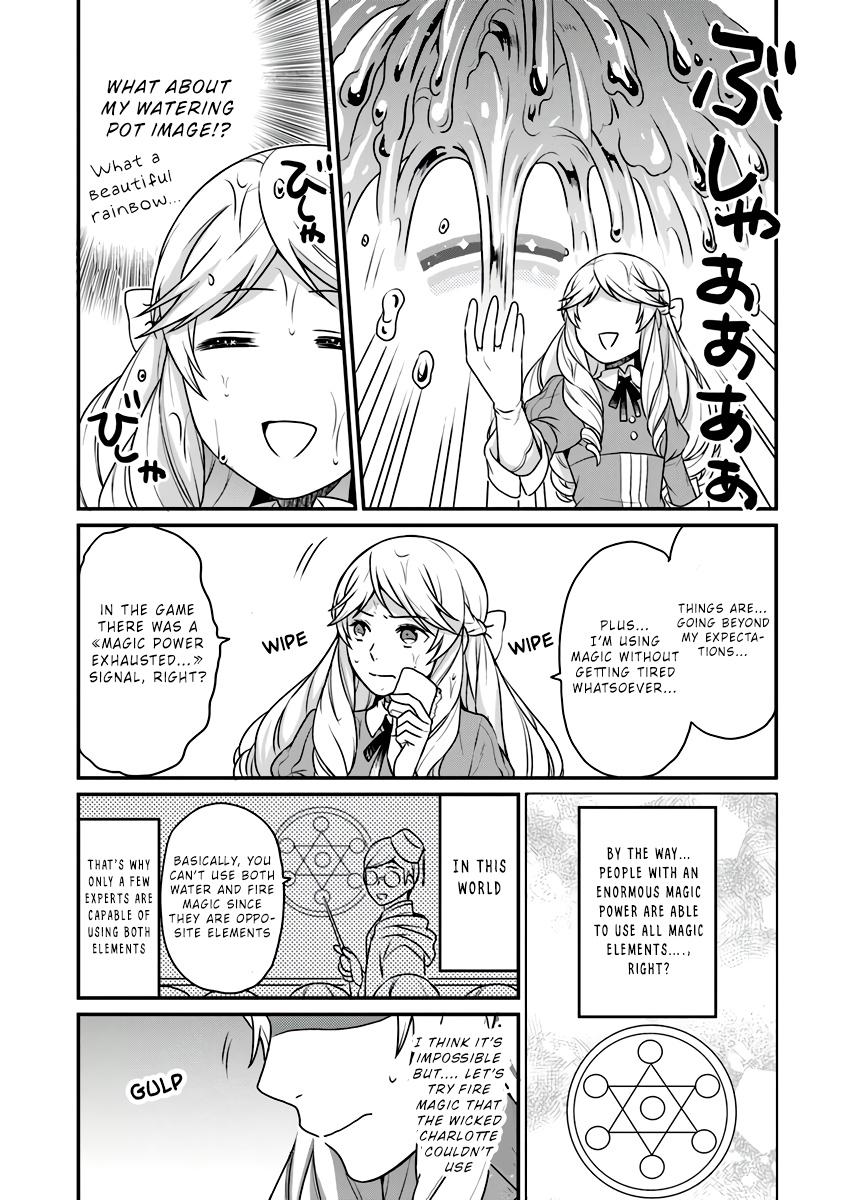 ぶしゃああああぁ
WHAT ABOUT
MY WATERING
POT IMAGE!?
What a
beautiful
rainbow...
びしゃ
びしゃ
THINGS ARE...
GOING BEYOND
MY EXPECTA-
TIONS...
PLUS...
I'M USING
MAGIC WITHOUT
GETTING TIRED
WHATSOEVER...
WIPE
WIPE
IN THE GAME
THERE WAS A
«MAGIC POWER
EXHAUSTED...»
SIGNAL, RIGHT?
BY THE WAY...
PEOPLE WITH AN
ENORMOUS MAGIC
POWER ARE ABLE
TO USE ALL MAGIC
ELEMENTS....,
RIGHT?
IN THIS
WORLD
BASICALLY, YOU
CAN'T USE BOTH
WATER AND FIRE
MAGIC SINCE
THEY ARE OPPO-
SITE ELEMENTS
THAT'S WHY
ONLY A FEW
EXPERTS ARE
CAPABLE OF
USING BOTH
ELEMENTS
I THINK IT'S
IMPOSSIBLE
BUT.... LET'S
TRY FIRE
MAGIC THAT
THE WICKED
CHARLOTTE
COULDN'T
USE
GULP